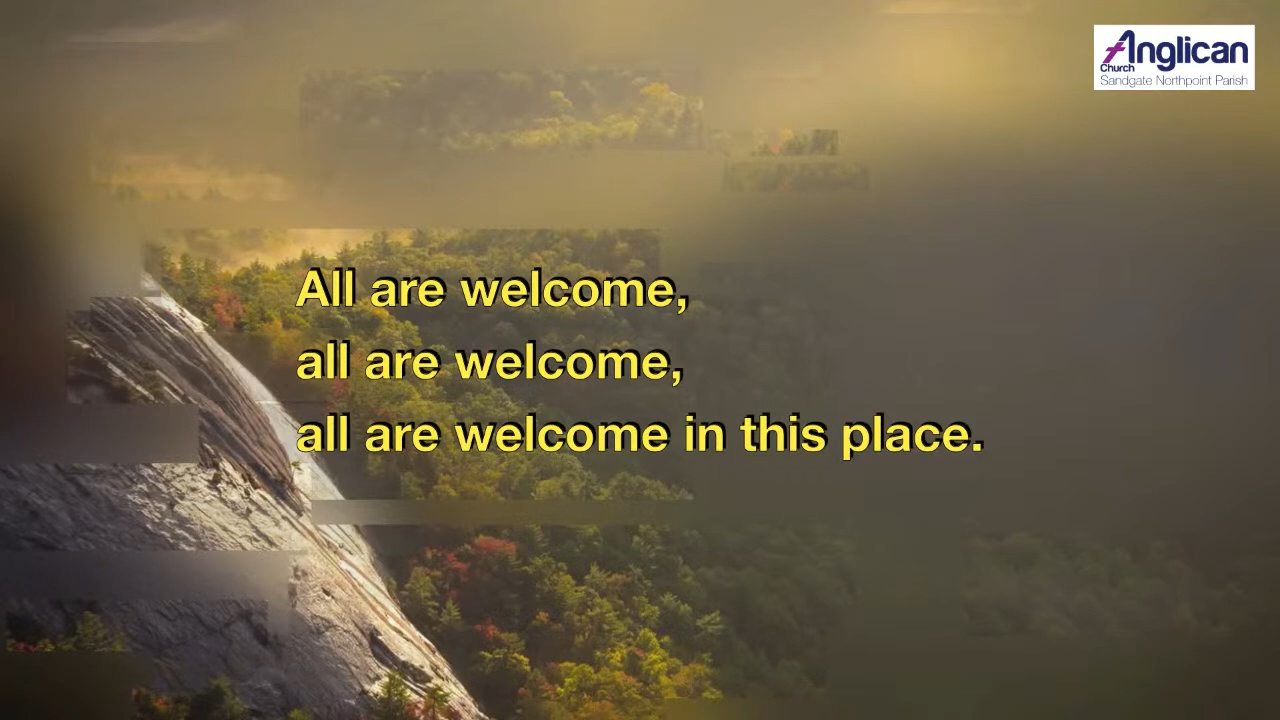 Anglican
Church
Sandgate Northpoint Parish
All are welcome,
all are welcome,
all are welcome in this place.